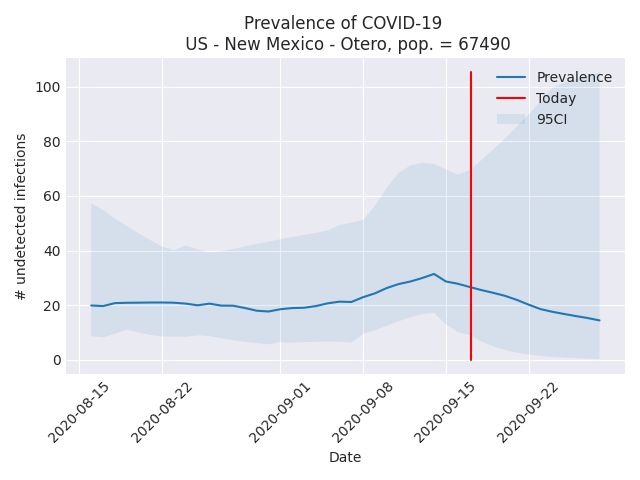 Prevalence of COVID-19
US - New Mexico - Otero, pop. = 67490
Prevalence
Today
95CI
# undetected infections
100
80
60
40
20
0
2020-08-15
2020-08-22
2020-09-01
2020-09-08
2020-09-15
2020-09-22
Date